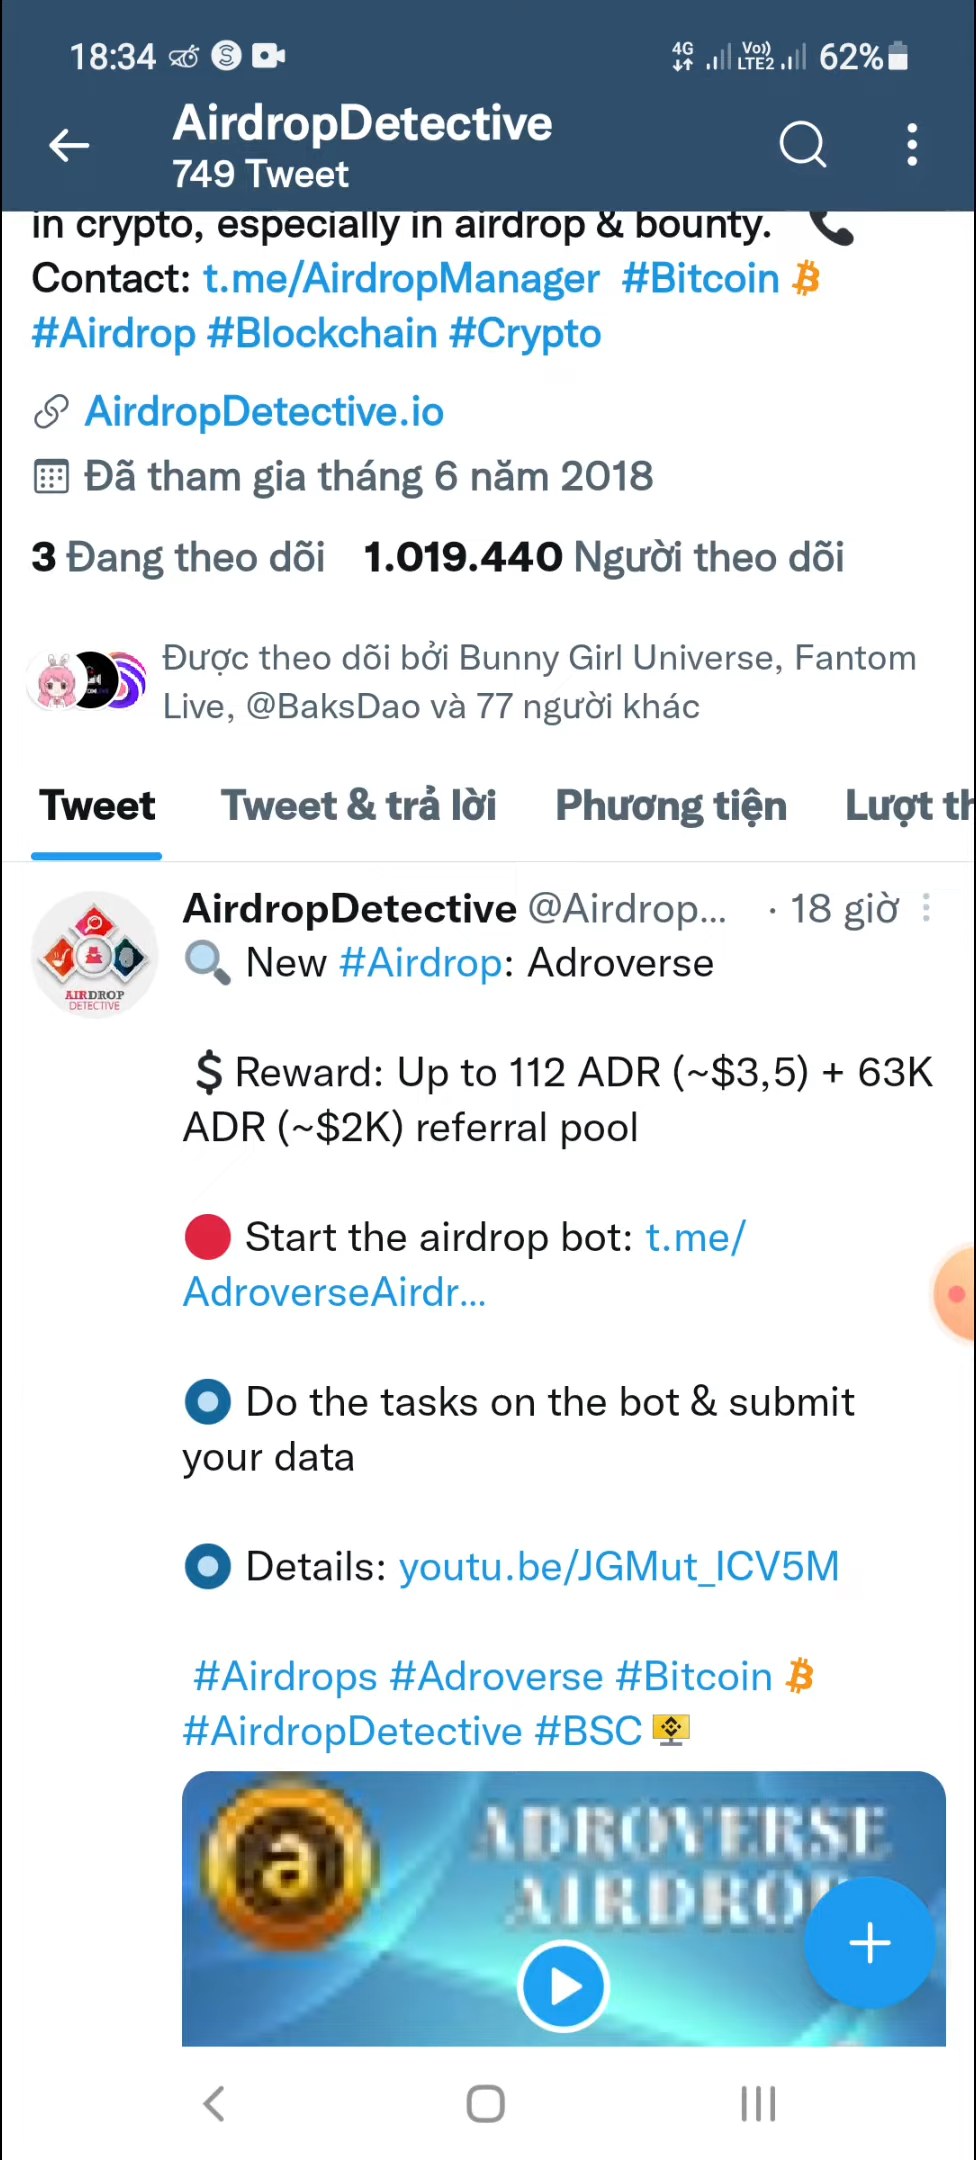 18:34
4G Vo)) LTE2 62%
AirdropDetective
749 Tweet
in crypto, especially in airdrop & bounty.
Contact: t.me/AirdropManager #Bitcoin
#Airdrop #Blockchain #Crypto
AirdropDetective.io
Đã tham gia tháng 6 năm 2018
3 Đang theo dõi 1.019.440 Người theo dõi
Được theo dõi bởi Bunny Girl Universe, Fantom
Live, @BaksDao và 77 người khác
Tweet Tweet & trả lời Phương tiện Lượt th
AirdropDetective @Airdrop... · 18 giờ
AIRDROP
DETECTIVE
New #Airdrop: Adroverse
$ Reward: Up to 112 ADR (~$3,5) + 63K
ADR (~$2K) referral pool
Start the airdrop bot: t.me/
AdroverseAirdr...
Do the tasks on the bot & submit
your data
Details: youtu.be/JGMut_ICV5M
#Airdrops #Adroverse #Bitcoin
#AirdropDetective #BSC
a
ADROVERSE
AIRDROP